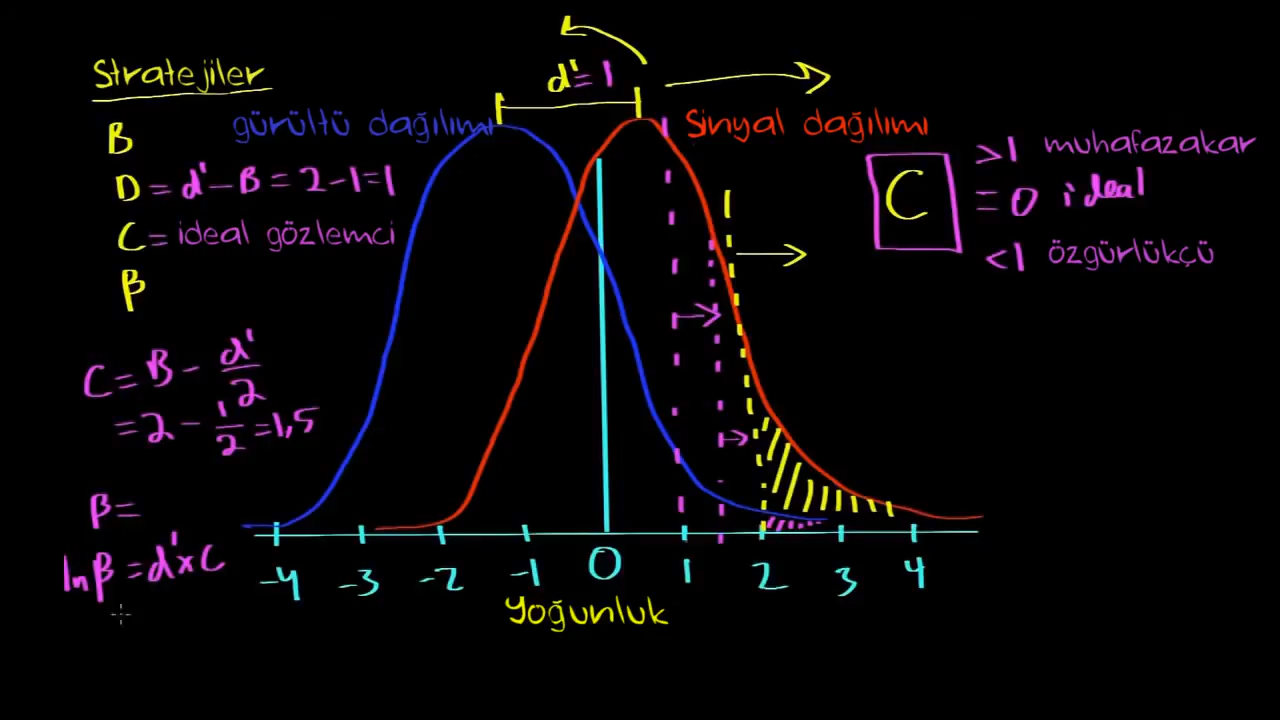 Stratejiler
B
D = d' - B = 2 - 1 = 1
C = ideal gözlemci
β
C = B - d'/2
= 2 - 1/2 = 1,5
β =
ln β = d' x C
d' = 1
gürültü dağılımı
Sinyal dağılımı
C
>1 muhafazakar
= 0 ideal
<1 özgürlükçü
-4 -3 -2 -1 0 1 2 3 4
Yoğunluk